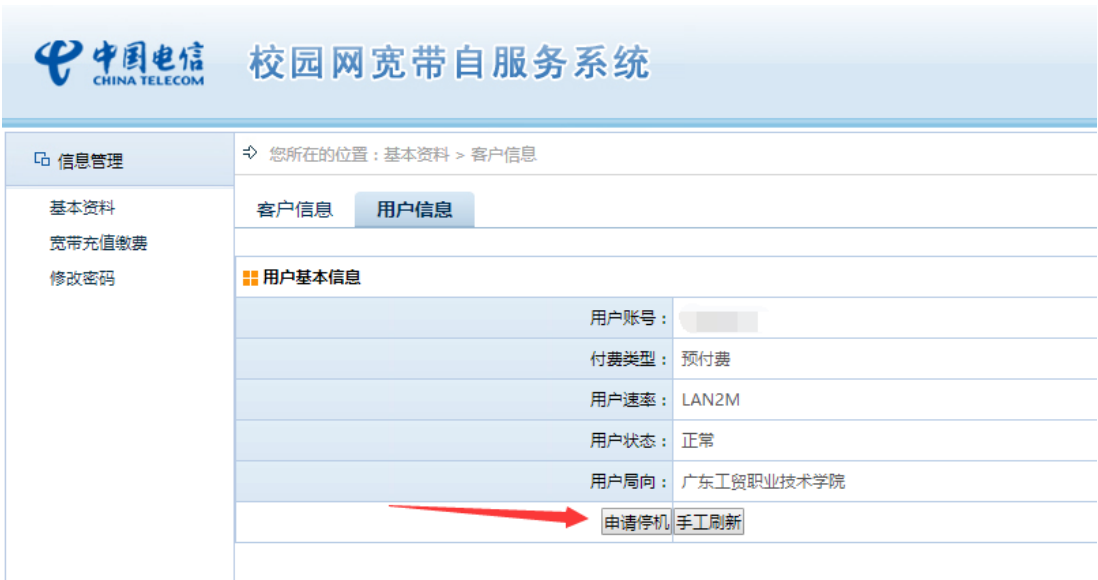 中国电信
CHINA TELECOM
校园网宽带自服务系统
信息管理
基本资料
宽带充值缴费
修改密码
您所在的位置：基本资料 > 客户信息
客户信息 用户信息
用户基本信息
用户账号：
付费类型： 预付费
用户速率： LAN2M
用户状态： 正常
用户局向： 广东工贸职业技术学院
申请停机 手工刷新